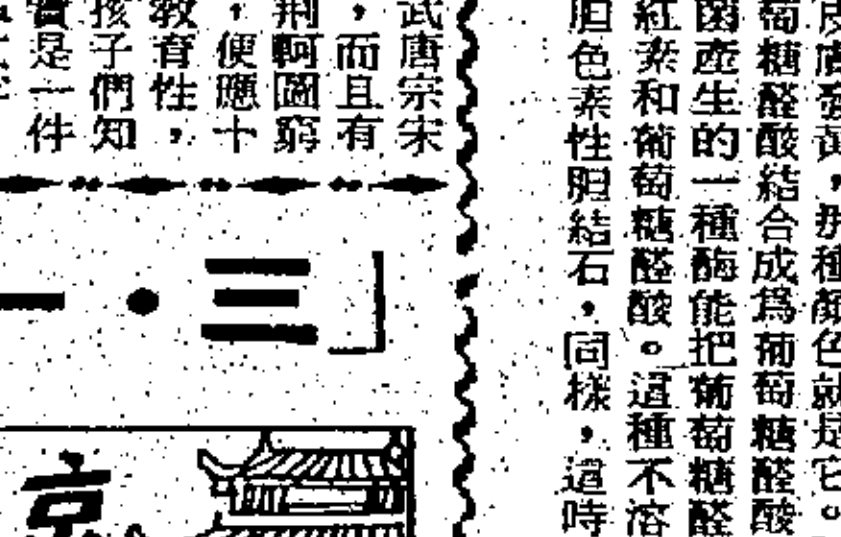 皮膚發黃，那種顏色就是它。
葡糖醛酸結合成爲葡萄糖醛酸
菌產生的一種酶能把葡萄糖醛
紅素和葡萄糖醛酸。這種不溶
胆色素性胆結石，同樣，這時
武唐宗宋
，而且有
荆軻圖窮
，便應十
教育性，
孩子們知
實是一件
一·三」
京